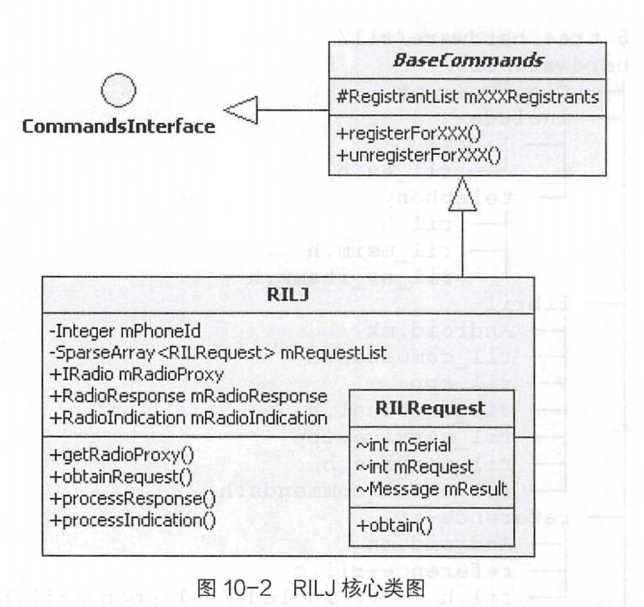 BaseCommands
#RegistrantList mXXXRegistrants
+registerForXXX()
+unregisterForXXX()
CommandsInterface
RILJ
-Integer mPhoneId
-SparseArray<RILRequest> mRequestList
+IRadio mRadioProxy
+RadioResponse mRadioResponse
+RadioIndication mRadioIndication
+getRadioProxy()
+obtainRequest()
+processResponse()
+processIndication()
RILRequest
~int mSerial
~int mRequest
~Message mResult
+obtain()
图 10-2 RILJ 核心类图